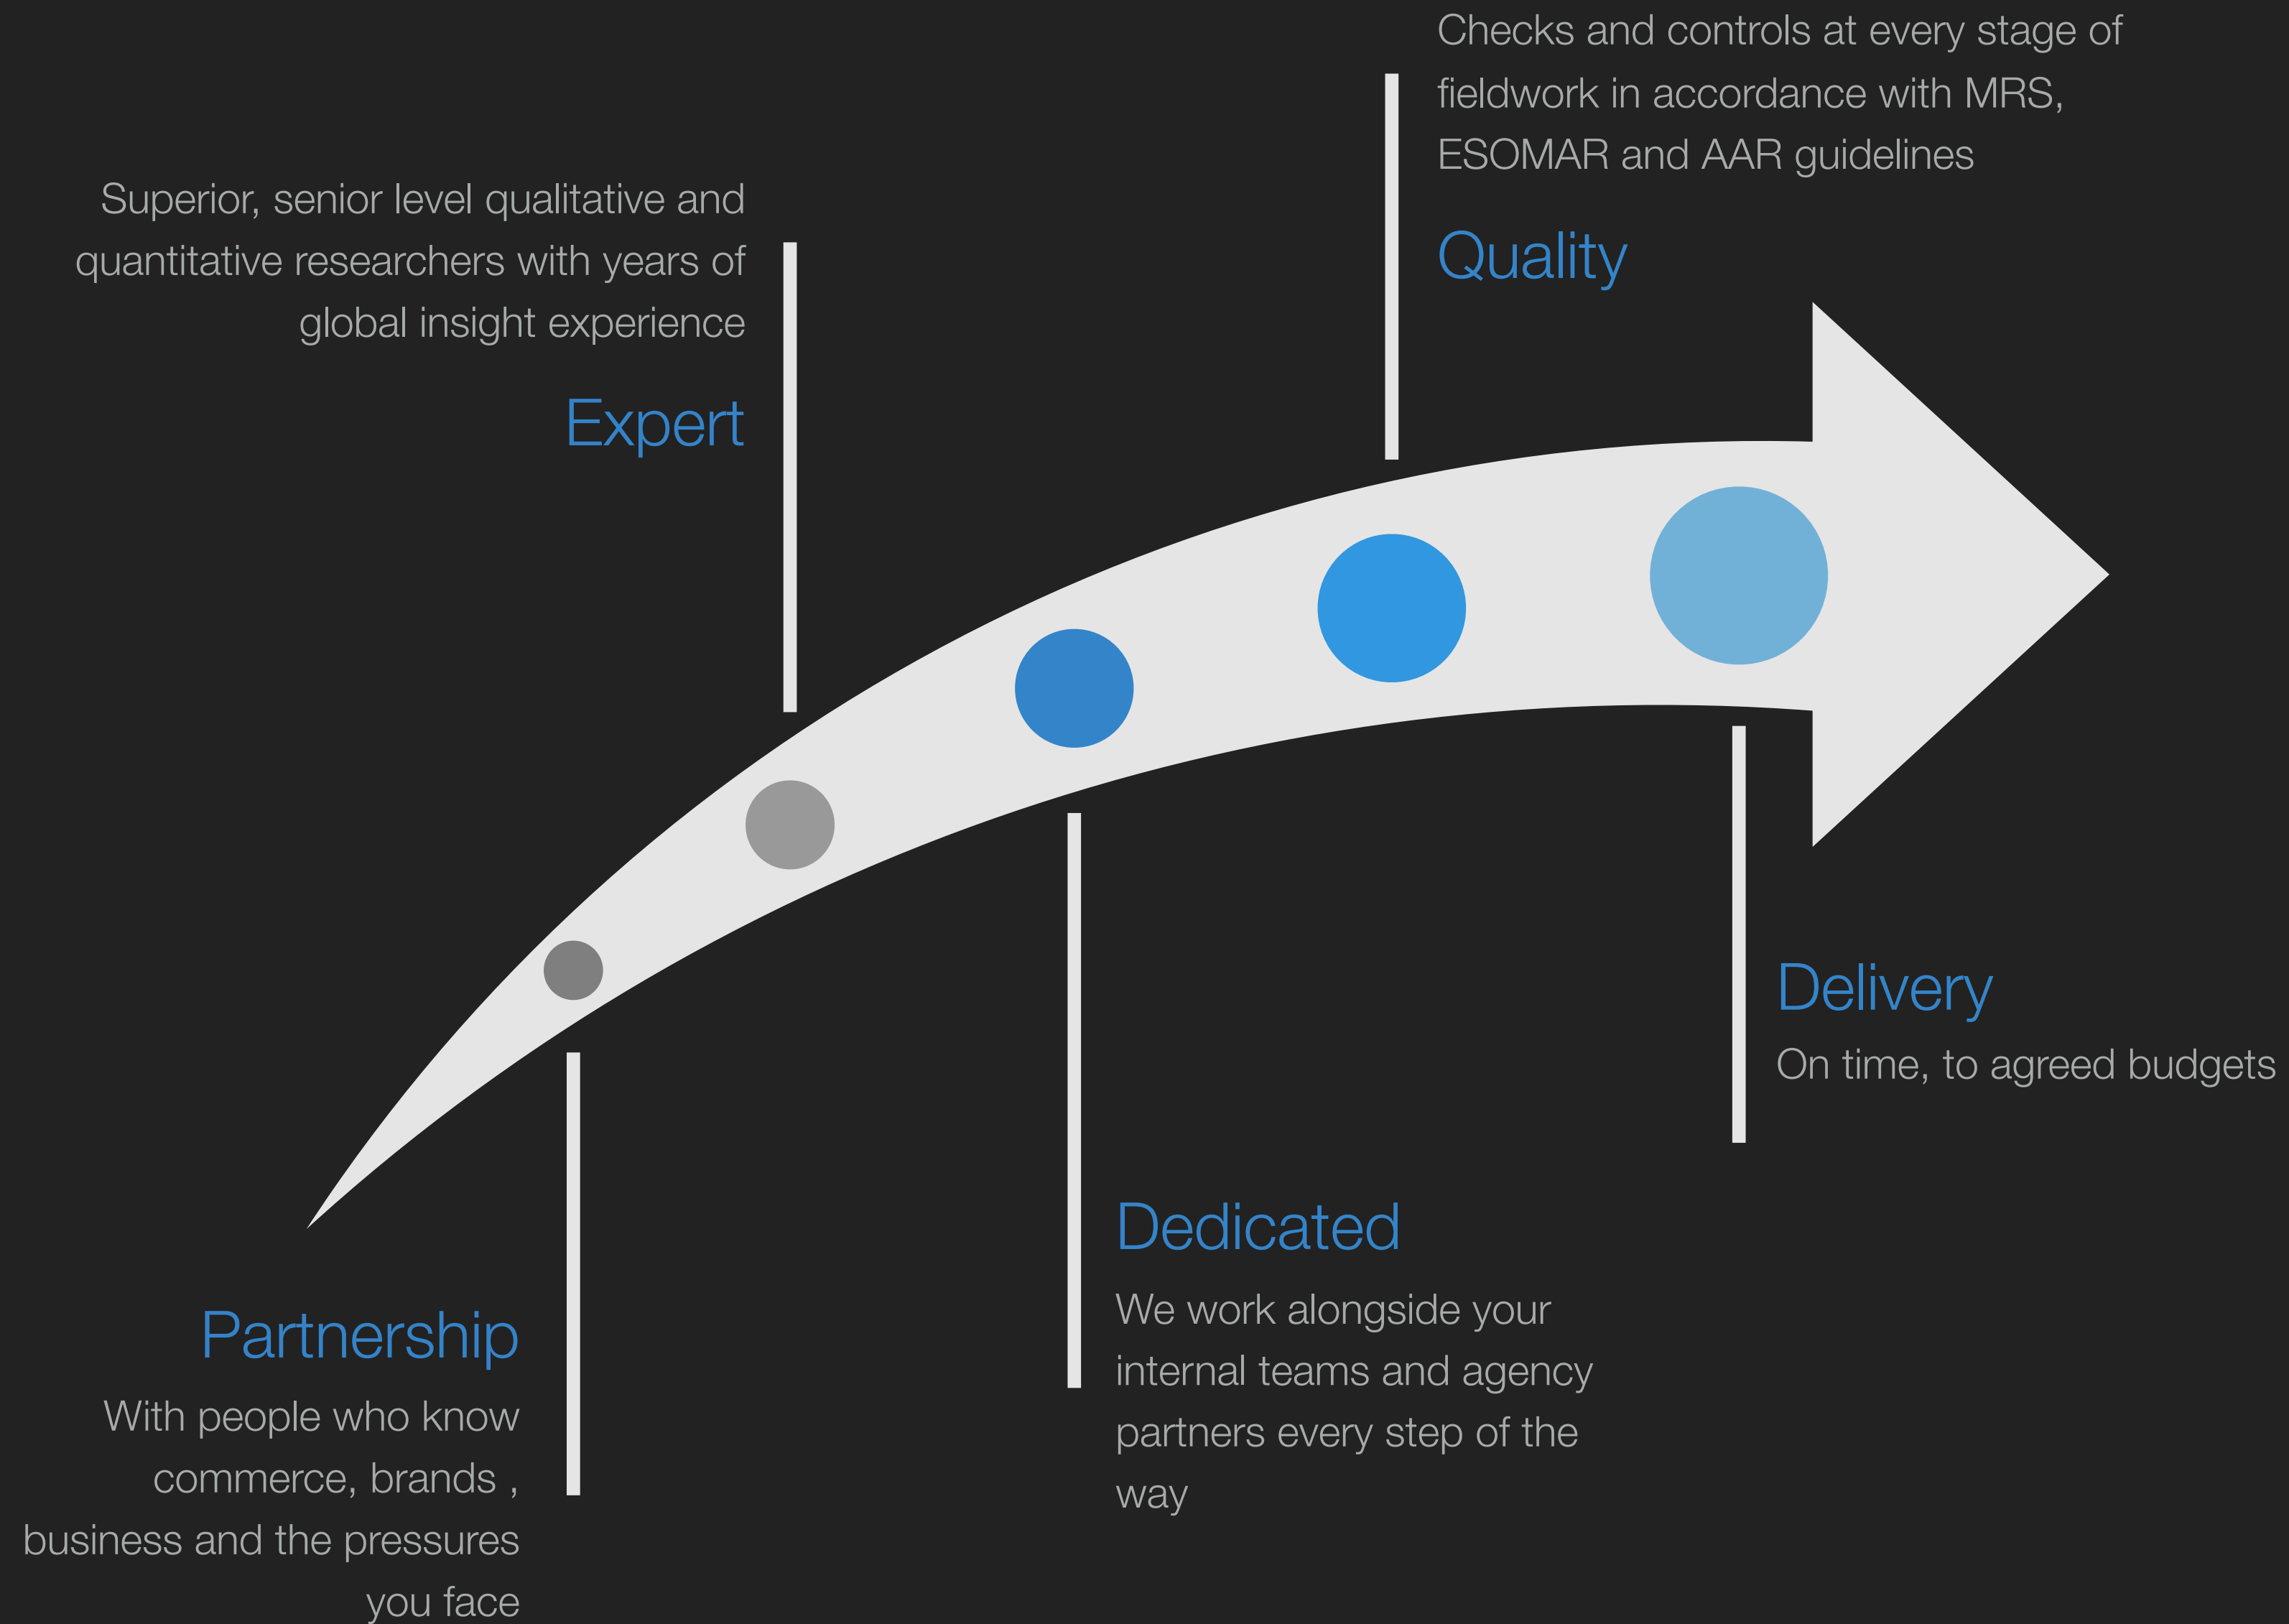 Checks and controls at every stage of
fieldwork in accordance with MRS,
ESOMAR and AAR guidelines
Quality
Superior, senior level qualitative and
quantitative researchers with years of
global insight experience
Expert
Delivery
On time, to agreed budgets
Dedicated
We work alongside your
internal teams and agency
partners every step of the
way
Partnership
With people who know
commerce, brands ,
business and the pressures
you face